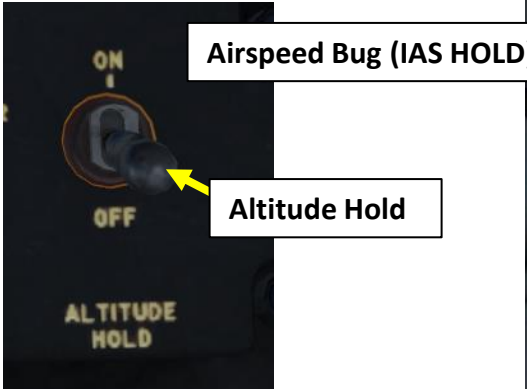 ON
Airspeed Bug (IAS HOLD
Altitude Hold
OFF
ALTITUDE
HOLD